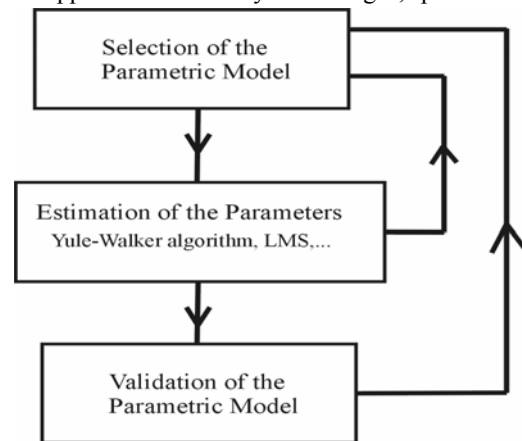 Selection of the
Parametric Model
Estimation of the Parameters
Yule-Walker algorithm, LMS,...
Validation of the
Parametric Model